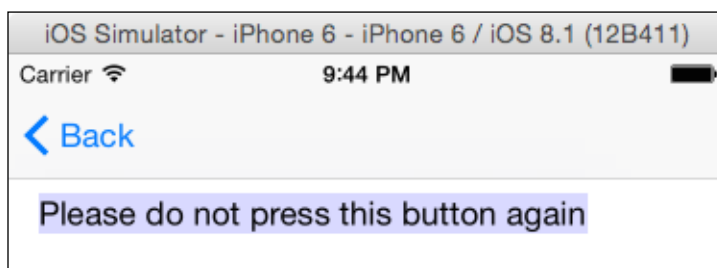 iOS Simulator - iPhone 6 - iPhone 6 / iOS 8.1 (12B411)
Carrier 9:44 PM
Back
Please do not press this button again